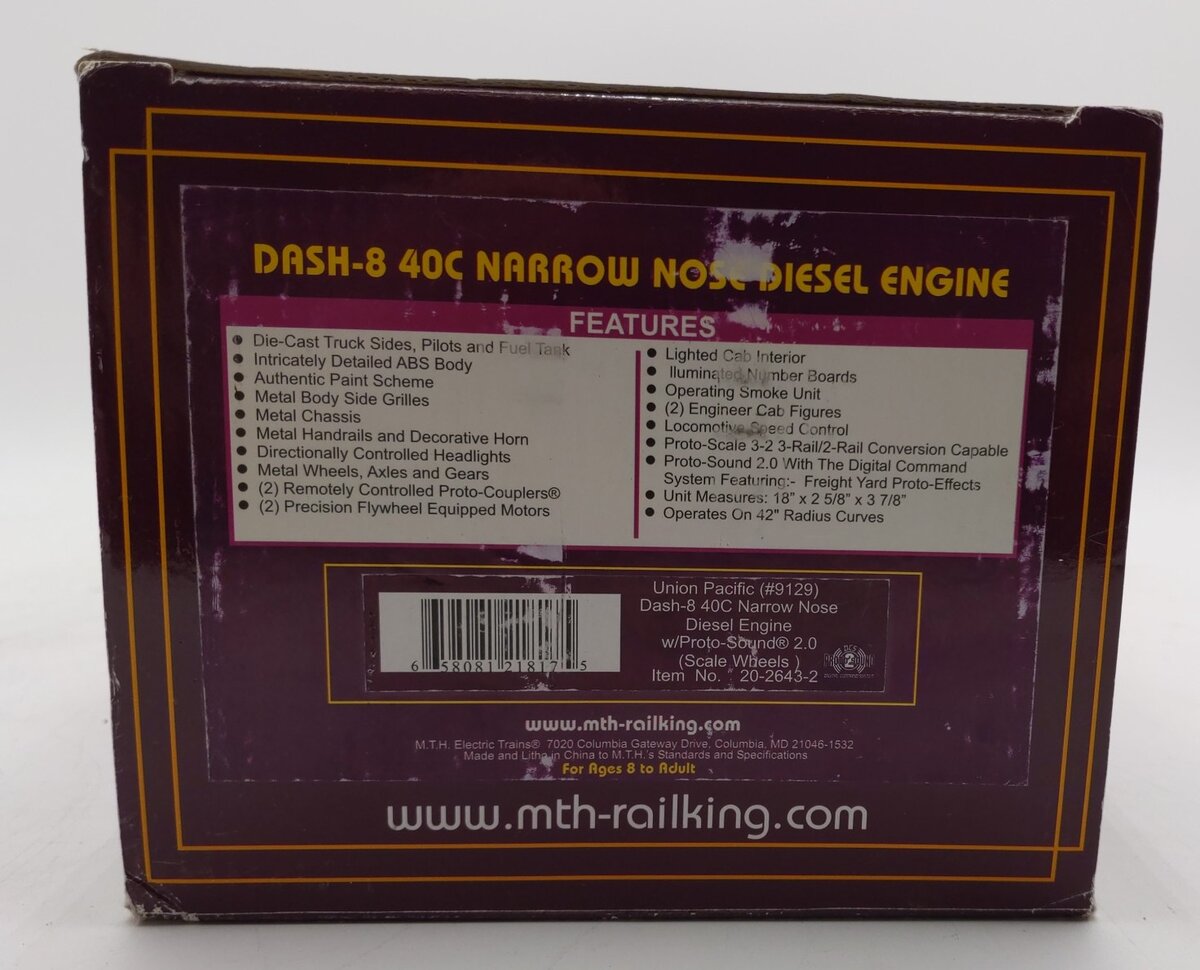 DASH-8 40C NARROW NOSE DIESEL ENGINE
FEATURES
● Die-Cast Truck Sides, Pilots and Fuel Tank
● Intricately Detailed ABS Body
● Authentic Paint Scheme
● Metal Body Side Grilles
● Metal Chassis
● Metal Handrails and Decorative Horn
● Directionally Controlled Headlights
● Metal Wheels, Axles and Gears
● (2) Remotely Controlled Proto-Couplers®
● (2) Precision Flywheel Equipped Motors
● Lighted Cab Interior
● Illuminated Number Boards
● Operating Smoke Unit
● (2) Engineer Cab Figures
● Locomotive Speed Control
● Proto-Scale 3-2 3-Rail/2-Rail Conversion Capable
● Proto-Sound 2.0 With The Digital Command
System Featuring:- Freight Yard Proto-Effects
● Unit Measures: 18" x 2 5/8" x 3 7/8"
● Operates On 42" Radius Curves
6 58081 21817 5
Union Pacific (#9129)
Dash-8 40C Narrow Nose
Diesel Engine
w/Proto-Sound® 2.0
(Scale Wheels )
Item No. 20-2643-2
www.mth-railking.com
M.T.H. Electric Trains® 7020 Columbia Gateway Drive, Columbia, MD 21046-1532
Made and Litho in China to M.T.H.'s Standards and Specifications
For Ages 8 to Adult
www.mth-railking.com